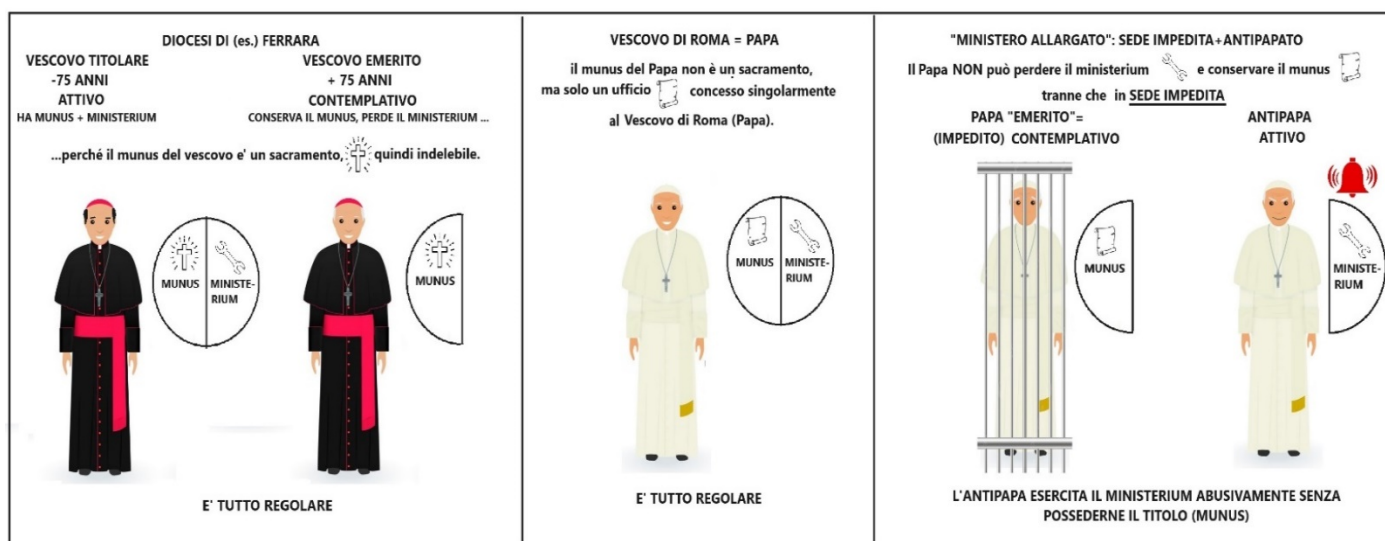 DIOCESI DI (es.) FERRARA
VESCOVO TITOLARE
-75 ANNI
ATTIVO
HA MUNUS + MINISTERIUM
VESCOVO EMERITO
+ 75 ANNI
CONTEMPLATIVO
CONSERVA IL MUNUS, PERDE IL MINISTERIUM ...
...perché il munus del vescovo e' un sacramento, quindi indelebile.
MUNUS
MINISTE-
RIUM
MUNUS
E' TUTTO REGOLARE
VESCOVO DI ROMA = PAPA
il munus del Papa non è un sacramento,
ma solo un ufficio concesso singolarmente
al Vescovo di Roma (Papa).
MUNUS
MINISTE-
RIUM
E' TUTTO REGOLARE
"MINISTERO ALLARGATO": SEDE IMPEDITA+ANTIPAPATO
Il Papa NON può perdere il ministerium e conservare il munus
tranne che in SEDE IMPEDITA
PAPA "EMERITO"=
(IMPEDITO) CONTEMPLATIVO
ANTIPAPA
ATTIVO
MUNUS
MINISTE-
RIUM
L'ANTIPAPA ESERCITA IL MINISTERIUM ABUSIVAMENTE SENZA
POSSEDERNE IL TITOLO (MUNUS)